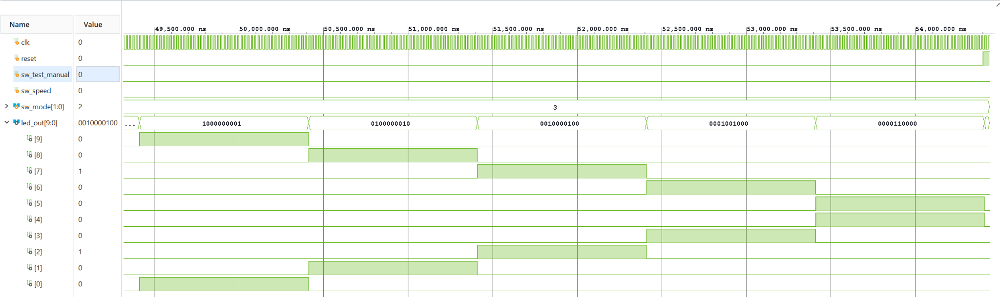 Name Value
49,500.000 ns 50,000.000 ns 50,500.000 ns 51,000.000 ns 51,500.000 ns 52,000.000 ns 52,500.000 ns 53,000.000 ns 53,500.000 ns 54,000.000 ns
clk 0
reset 0
sw_test_manual 0
sw_speed 0
sw_mode[1:0] 2 3
led_out[9:0] 0010000100 ... 1000000001 0100000010 0010000100 0001001000 0000110000
[9] 0
[8] 0
[7] 1
[6] 0
[5] 0
[4] 0
[3] 0
[2] 1
[1] 0
[0] 0